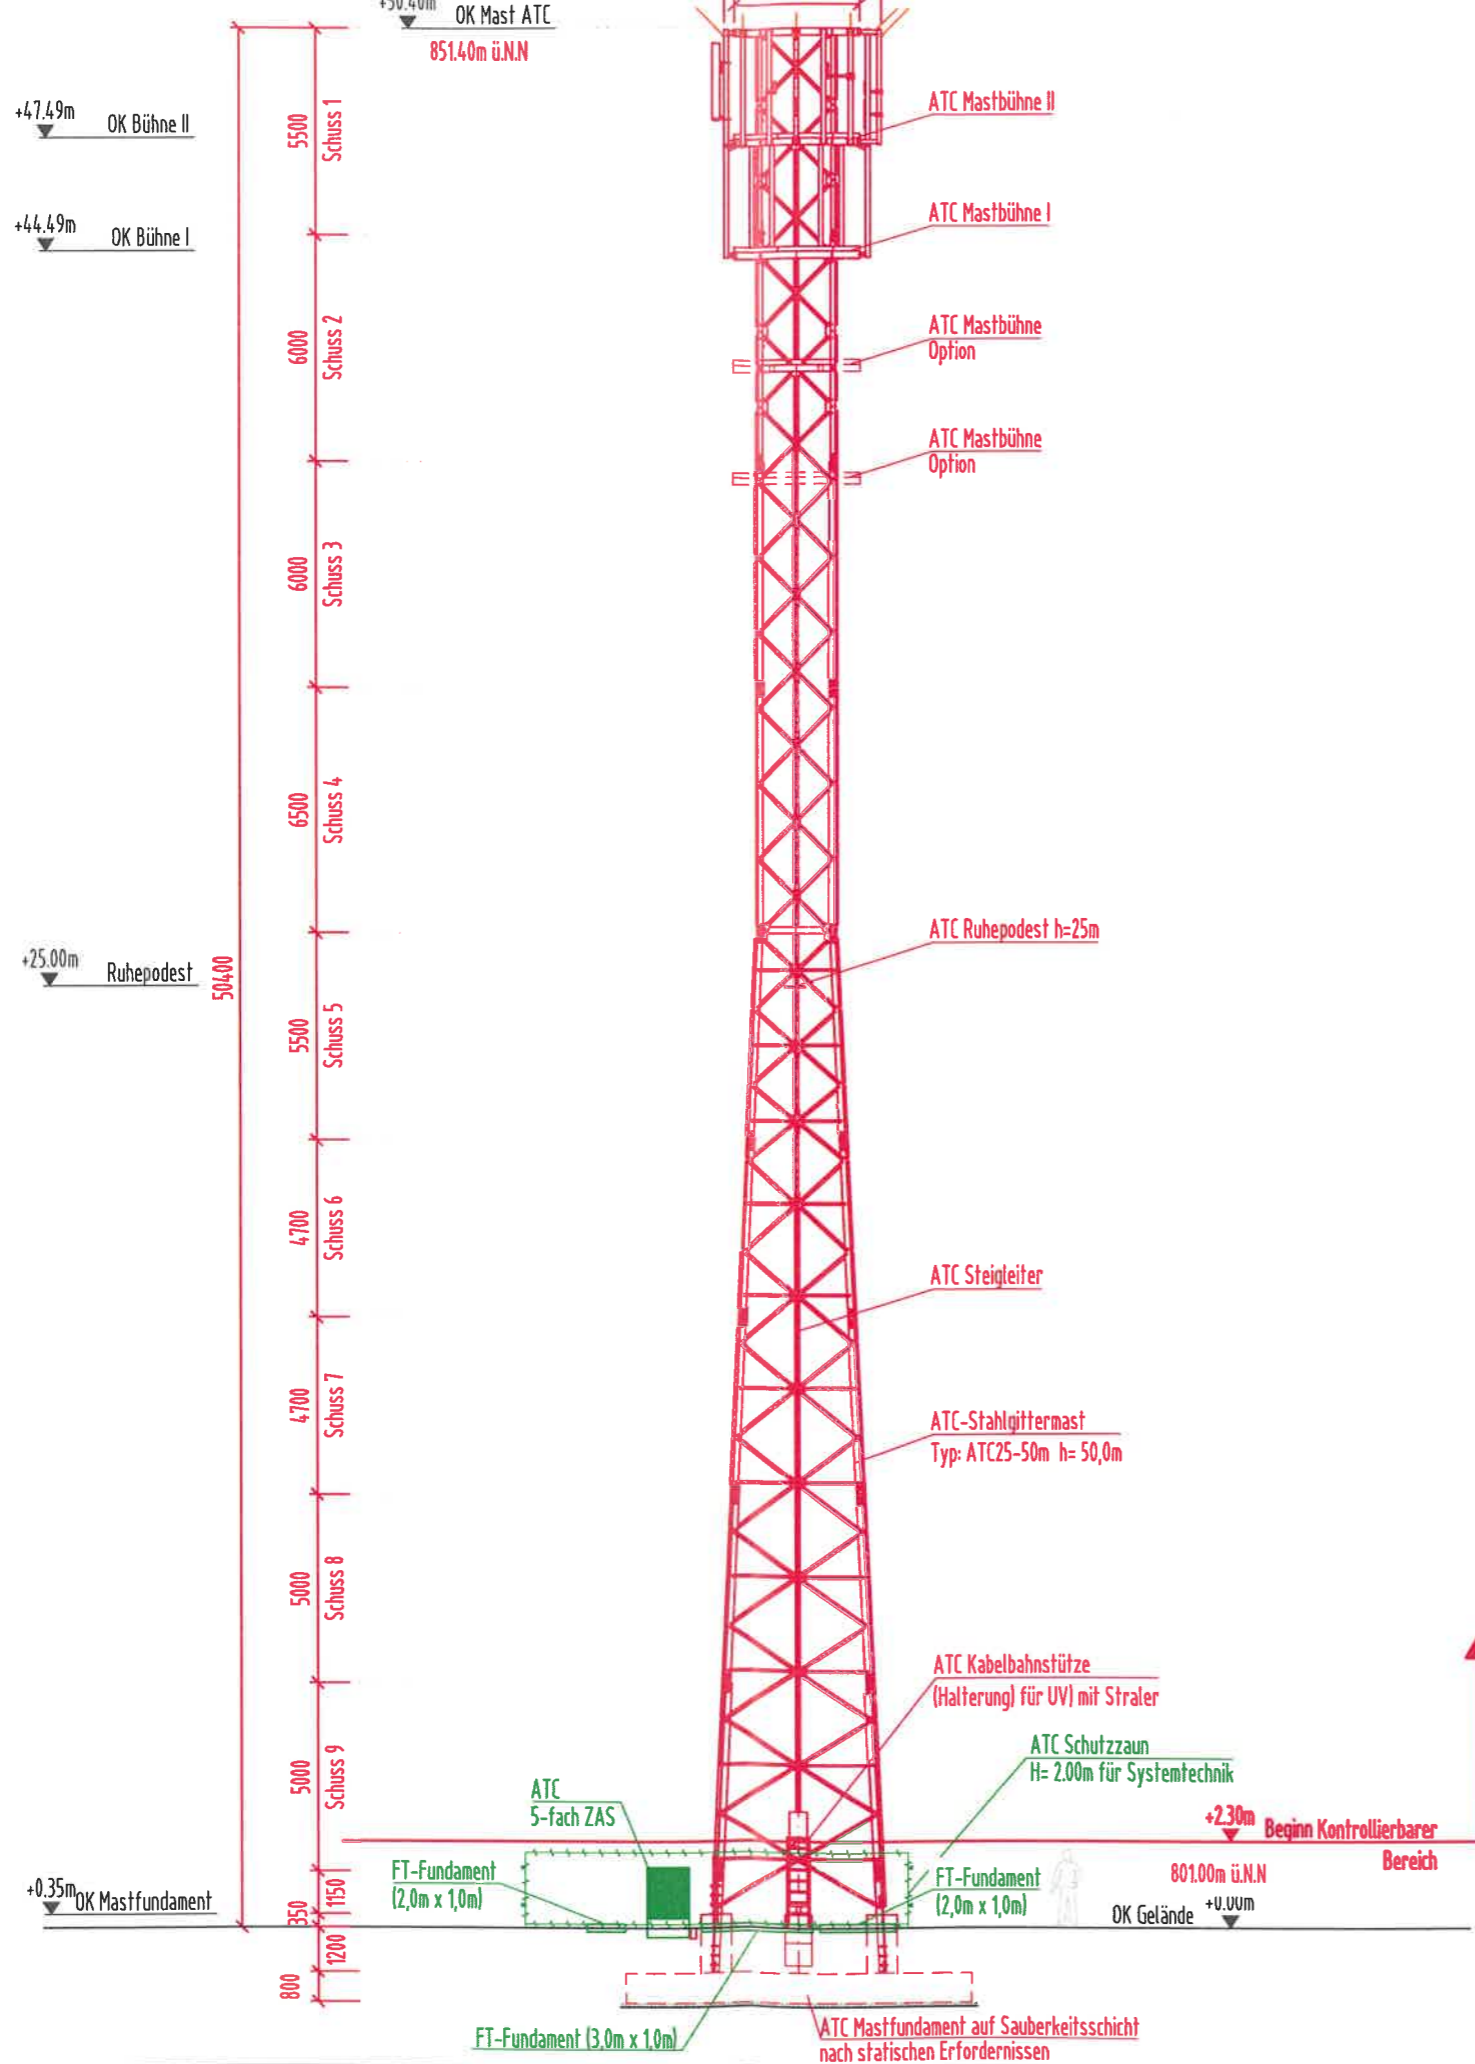 +50.40m OK Mast ATC
851.40m ü.N.N
+47.49m OK Bühne II
5500
Schuss 1
ATC Mastbühne II
+44.49m OK Bühne I
ATC Mastbühne I
6000
Schuss 2
ATC Mastbühne
Option
ATC Mastbühne
Option
6000
Schuss 3
6500
Schuss 4
ATC Ruhepodest h=25m
+25.00m Ruhepodest
50400
5500
Schuss 5
4700
Schuss 6
ATC Steigleiter
4700
Schuss 7
ATC-Stahlgittermast
Typ: ATC25-50m h= 50,0m
5000
Schuss 8
ATC Kabelbahnstütze
(Halterung) für UV) mit Straler
5000
Schuss 9
ATC Schutzzaun
H= 2.00m für Systemtechnik
ATC
5-fach ZAS
+2.30m Beginn Kontrollierbarer
Bereich
FT-Fundament
(2,0m x 1,0m)
FT-Fundament
(2,0m x 1,0m)
801.00m ü.N.N
+0.35m OK Mastfundament
1150
350
OK Gelände +0.00m
1200
800
FT-Fundament (3,0m x 1,0m)
ATC Mastfundament auf Sauberkeitsschicht
nach statischen Erfordernissen